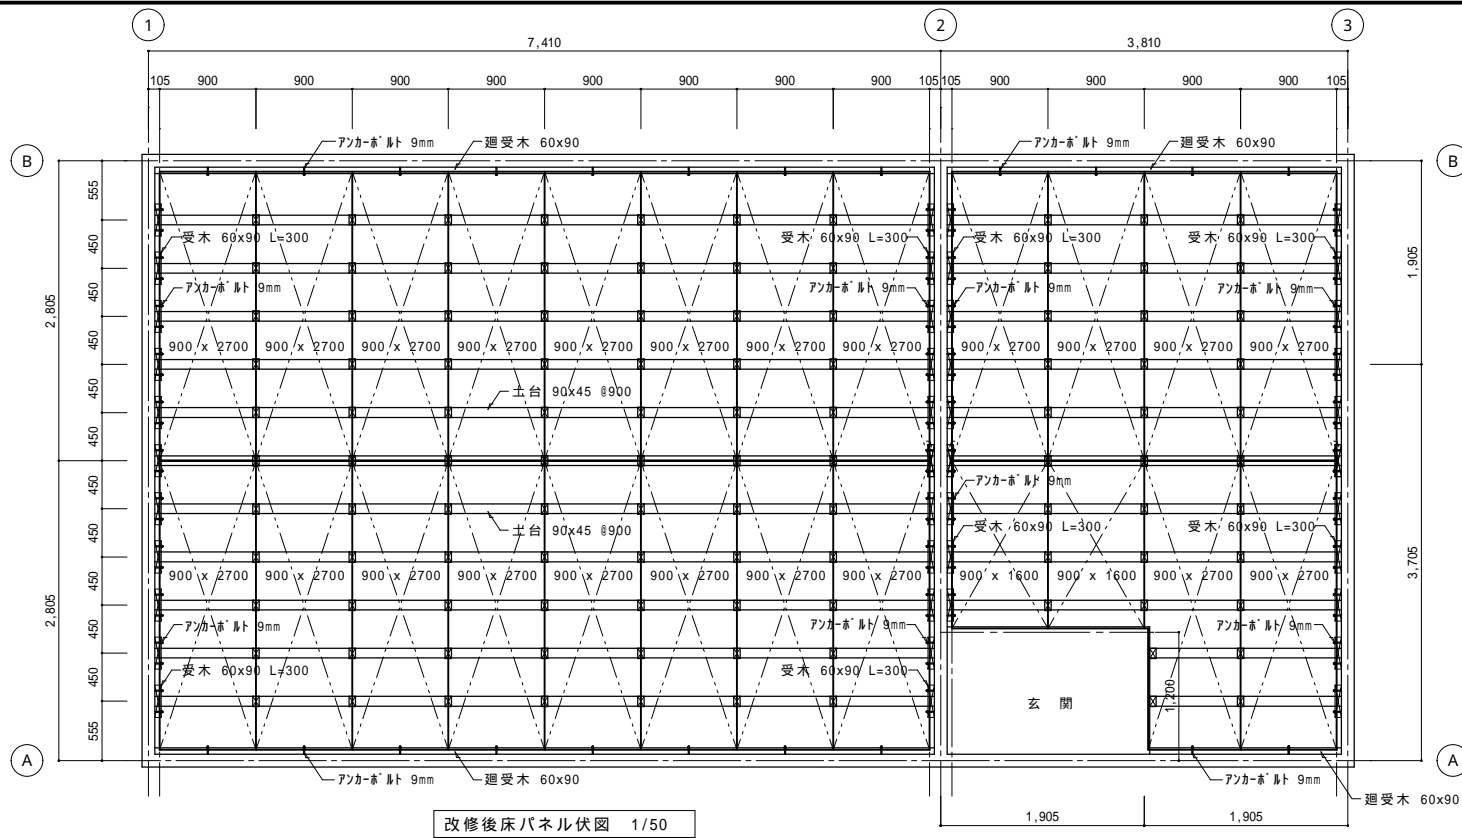 1 2 3
7,410 3,810
105 900 900 900 900 900 900 900 900 105 105 900 900 900 900 105
アンカーボルト 9mm 廻受木 60x90 アンカーボルト 9mm 廻受木 60x90
B B
555
受木 60x90 L=300 受木 60x90 L=300 受木 60x90 L=300 受木 60x90 L=300
450 1,905
アンカーボルト 9mm アンカーボルト 9mm アンカーボルト 9mm アンカーボルト 9mm
450
2,805
450
900 x 2700 900 x 2700 900 x 2700 900 x 2700 900 x 2700 900 x 2700 900 x 2700 900 x 2700 900 x 2700 900 x 2700 900 x 2700 900 x 2700
450
土台 90x45 @900
450
450 アンカーボルト 9mm
土台 90x45 @900 受木 60x90 L=300 受木 60x90 L=300
450
900 x 2700 900 x 2700 900 x 2700 900 x 2700 900 x 2700 900 x 2700 900 x 2700 900 x 2700 900 x 1600 900 x 1600 900 x 2700 900 x 2700
450 3,705
2,805
450
アンカーボルト 9mm アンカーボルト 9mm アンカーボルト 9mm
受木 60x90 L=300 受木 60x90 L=300
450
1,200
玄 関
555
A A
アンカーボルト 9mm 廻受木 60x90 アンカーボルト 9mm
廻受木 60x90
1,905 1,905
改修後床パネル伏図 1/50